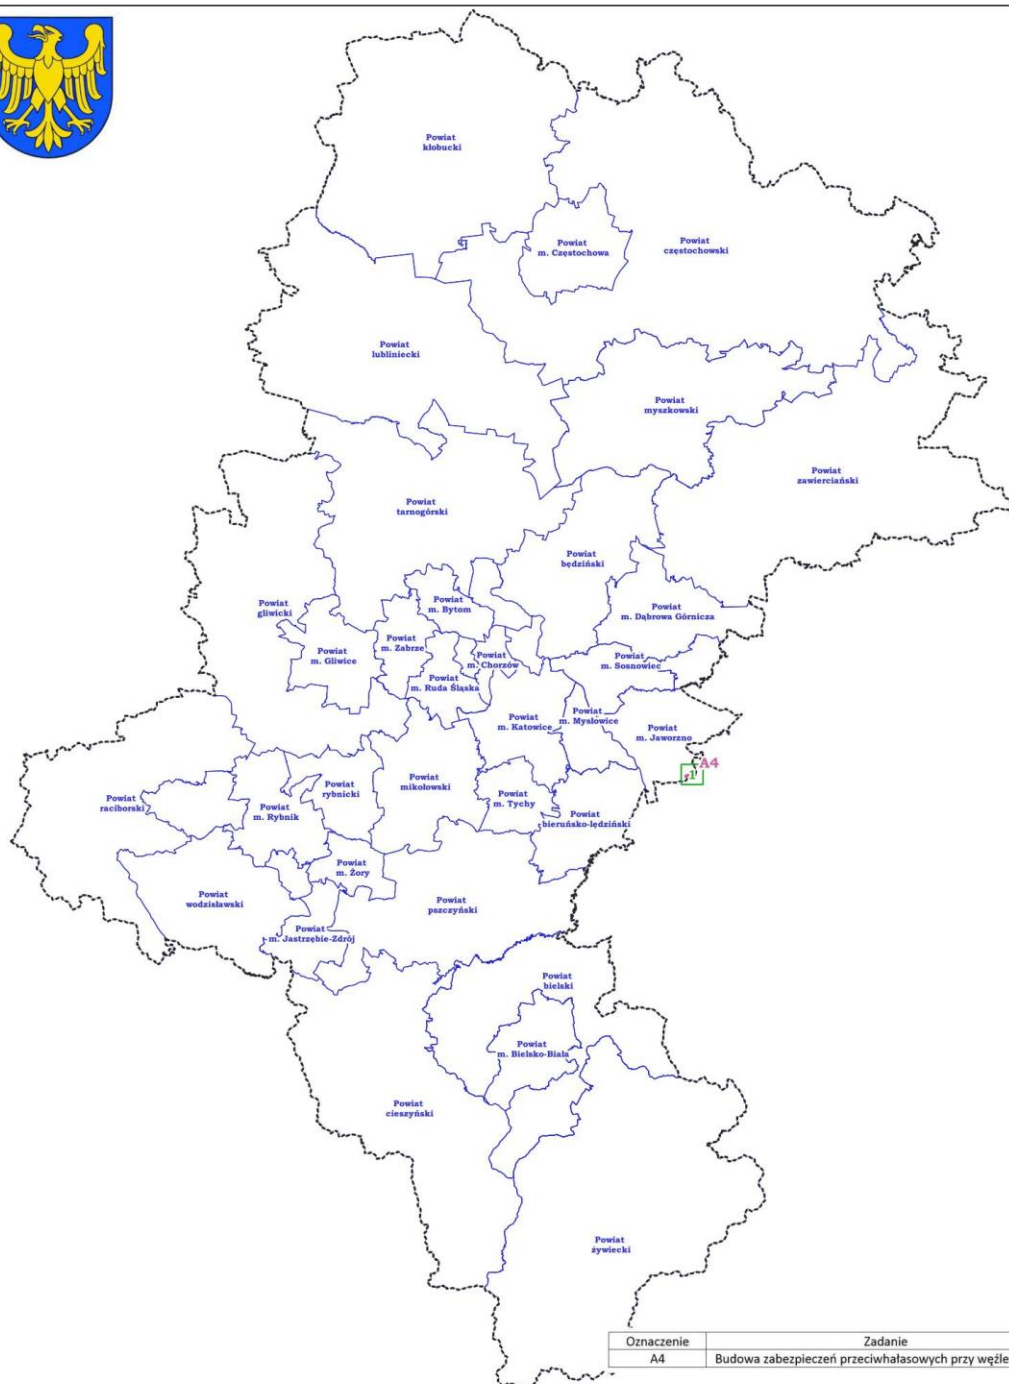 Powiat
kłobucki
Powiat
m. Częstochowa
Powiat
częstochowski
Powiat
lubliniecki
Powiat
myszkowski
Powiat
zawierciański
Powiat
tarnogórski
Powiat
będziński
Powiat
gliwicki
Powiat
m. Bytom
Powiat
m. Dąbrowa Górnicza
Powiat
m. Zabrze
Powiat
m. Gliwice
Powiat
m. Chorzów
Powiat
m. Sosnowiec
Powiat
m. Ruda Śląska
Powiat
m. Katowice
Powiat
m. Mysłowice
Powiat
m. Jaworzno
A4
1
Powiat
mikołowski
Powiat
rybnicki
Powiat
m. Tychy
Powiat
raciborski
Powiat
m. Rybnik
Powiat
bieruńsko-lędziński
Powiat
m. Żory
Powiat
wodzisławski
Powiat
pszczyński
Powiat
m. Jastrzębie-Zdrój
Powiat
bielski
Powiat
m. Bielsko-Biała
Powiat
cieszyński
Powiat
żywiecki
Oznaczenie Zadanie
A4 Budowa zabezpieczeń przeciwhałasowych przy węźle